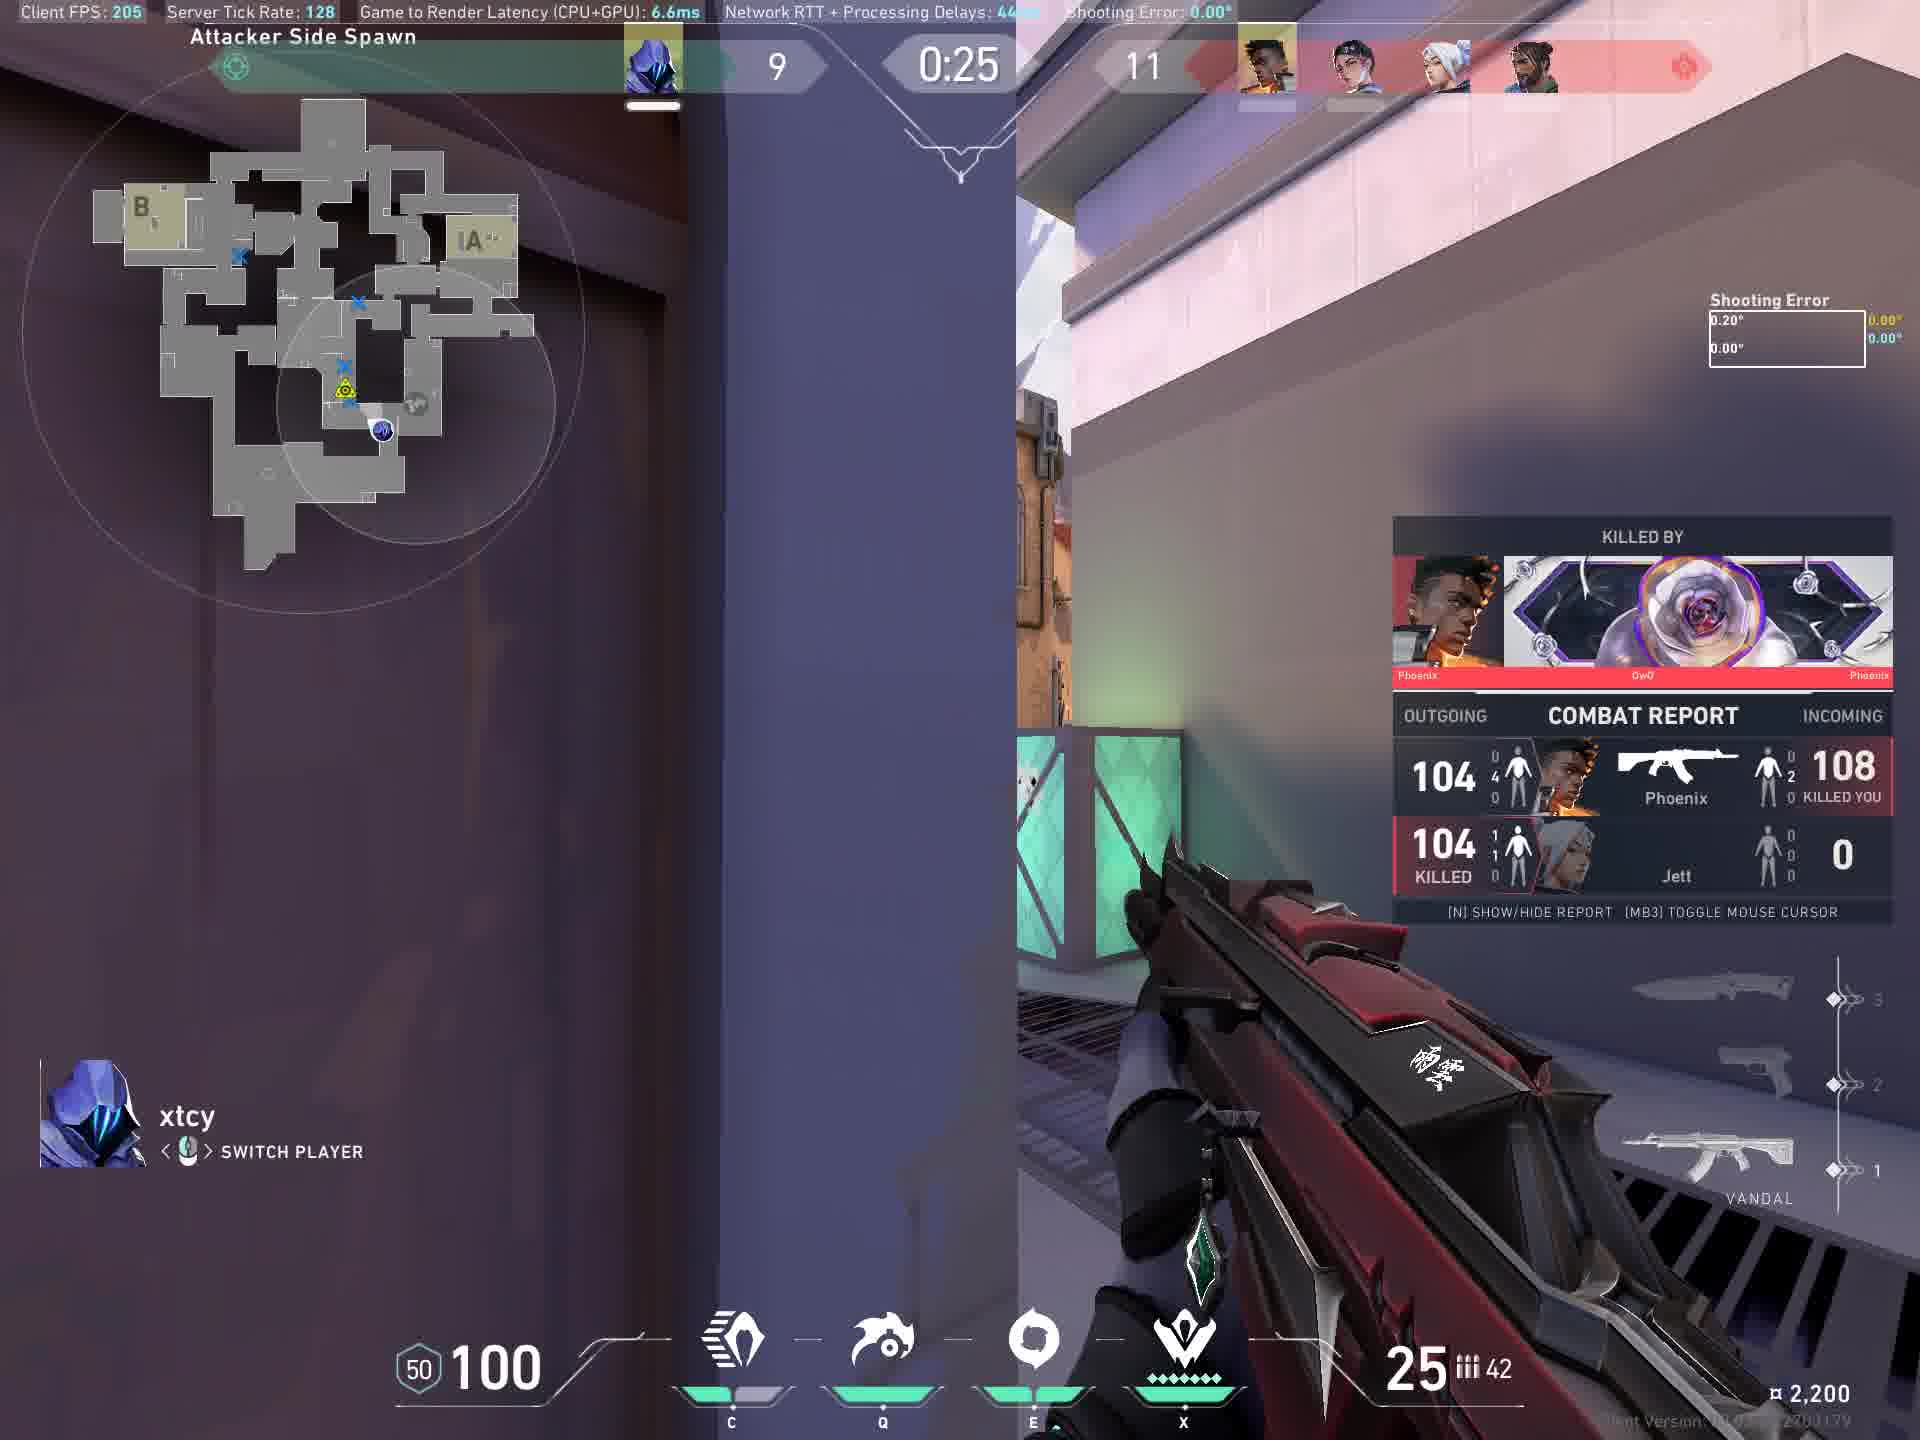 Client FPS: 205 Server Tick Rate: 128 Game to Render Latency (CPU+GPU): 6.6ms Network RTT + Processing Delays: Shooting Error: 0.00°
Attacker Side Spawn
9
0:25
11
B
A
Shooting Error
0.20°
0.00°
0.00°
0.00°
KILLED BY
Phoenix
OwO
Phoenix
OUTGOING
COMBAT REPORT
INCOMING
104
0
4
0
Phoenix
0
2
0
108
KILLED YOU
104
KILLED
1
1
0
Jett
0
0
0
0
[N] SHOW/HIDE REPORT [MB3] TOGGLE MOUSE CURSOR
3
2
1
VANDAL
xtcy
< > SWITCH PLAYER
50
100
C
Q
E
X
25
42
¤ 2,200